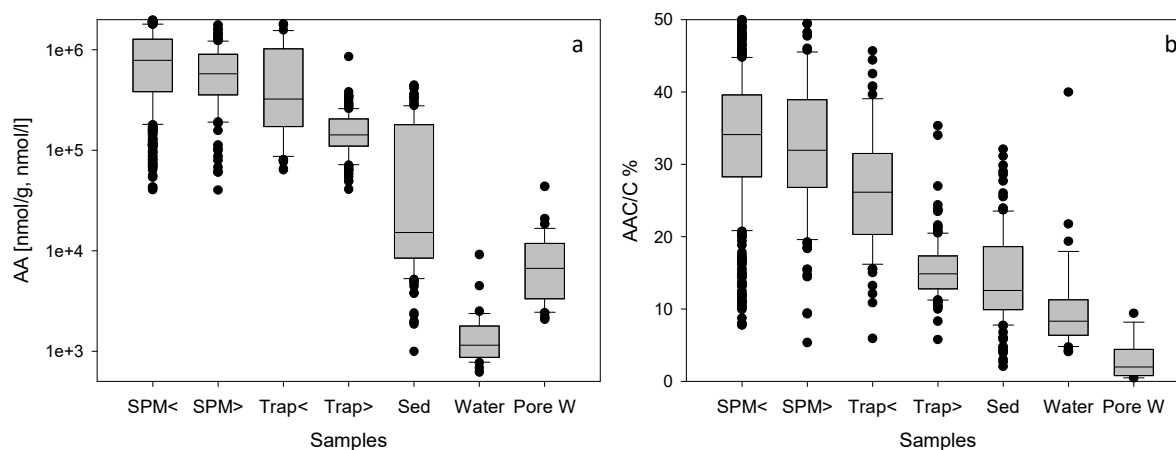 a
AA [nmol/g, nmol/l]
1e+6
1e+5
1e+4
1e+3
SPM< SPM> Trap< Trap> Sed Water Pore W
Samples
b
AAC/C %
50
40
30
20
10
0
SPM< SPM> Trap< Trap> Sed Water Pore W
Samples